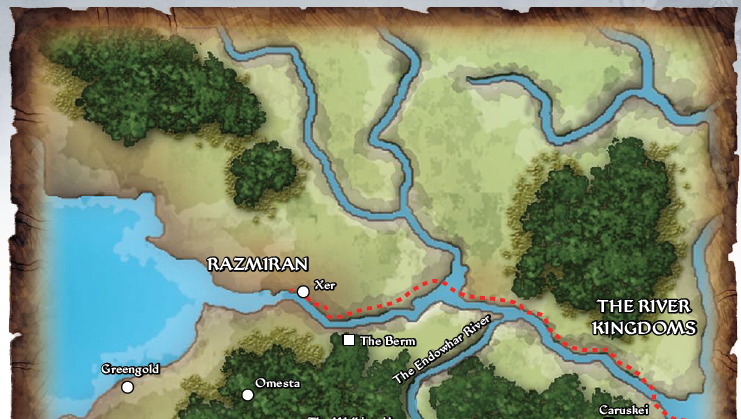 RAZMIRAN
Xer
THE RIVER
KINGDOMS
The Berm
The Endowhar River
Greengold
Omesta
Caruskei